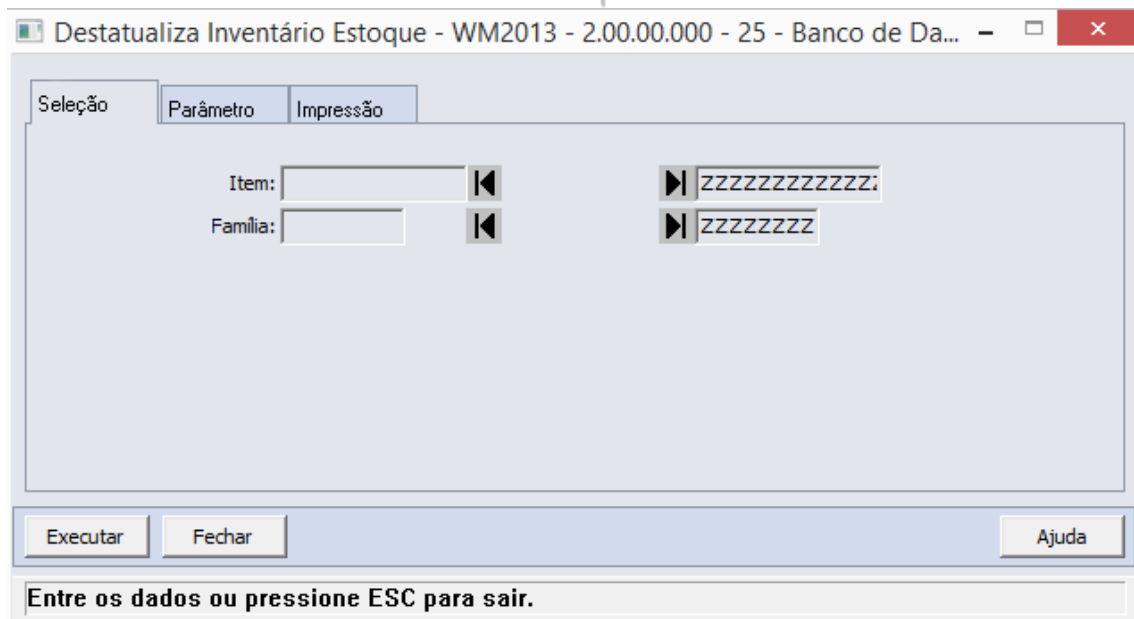 Destatualiza Inventário Estoque - WM2013 - 2.00.00.000 - 25 - Banco de Da...
Seleção Parâmetro Impressão
Item: ZZZZZZZZZZZZZ
Família: ZZZZZZZZ
Executar Fechar Ajuda
Entre os dados ou pressione ESC para sair.